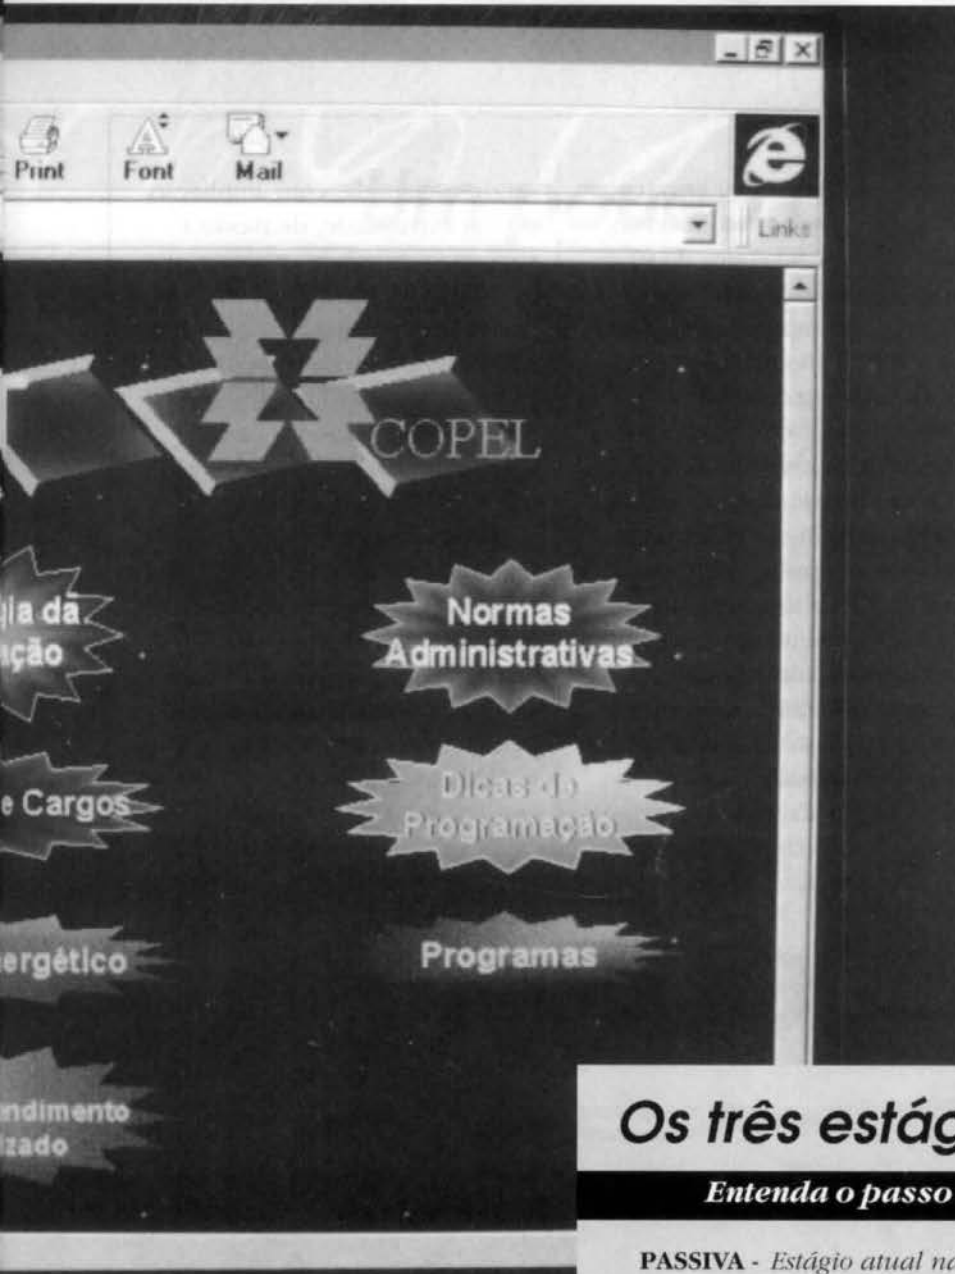 Print Font Mail
Links
COPEL
gia da
ação
Normas
Administrativas
e Cargos
Dicas de
Programação
ergético
Programas
endimento
izado
Os três estág
Entenda o passo
PASSIVA - Estágio atual na